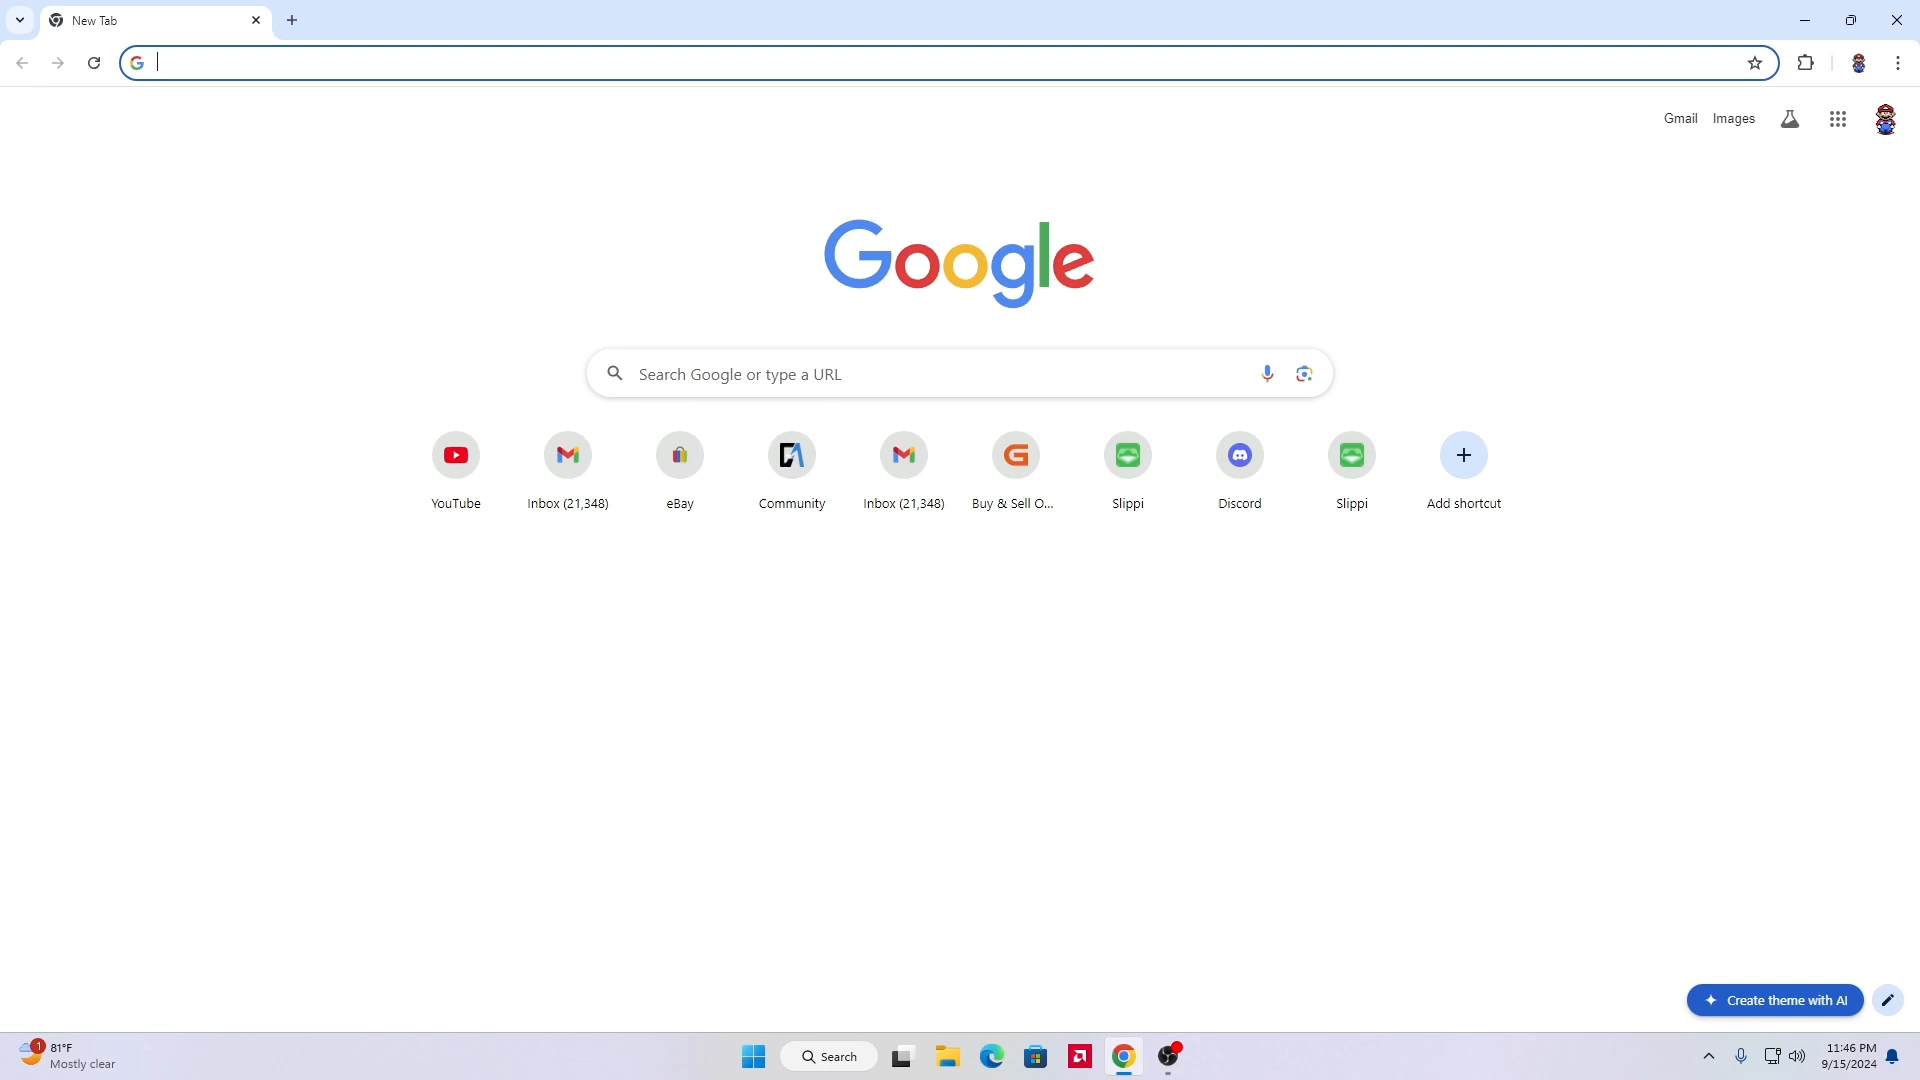 New Tab
Gmail Images
Google
Search Google or type a URL
YouTube
Inbox (21,348)
eBay
Community
Inbox (21,348)
Buy & Sell O...
Slippi
Discord
Slippi
Add shortcut
Create theme with AI
1
81°F
Mostly clear
Search
11:46 PM
9/15/2024